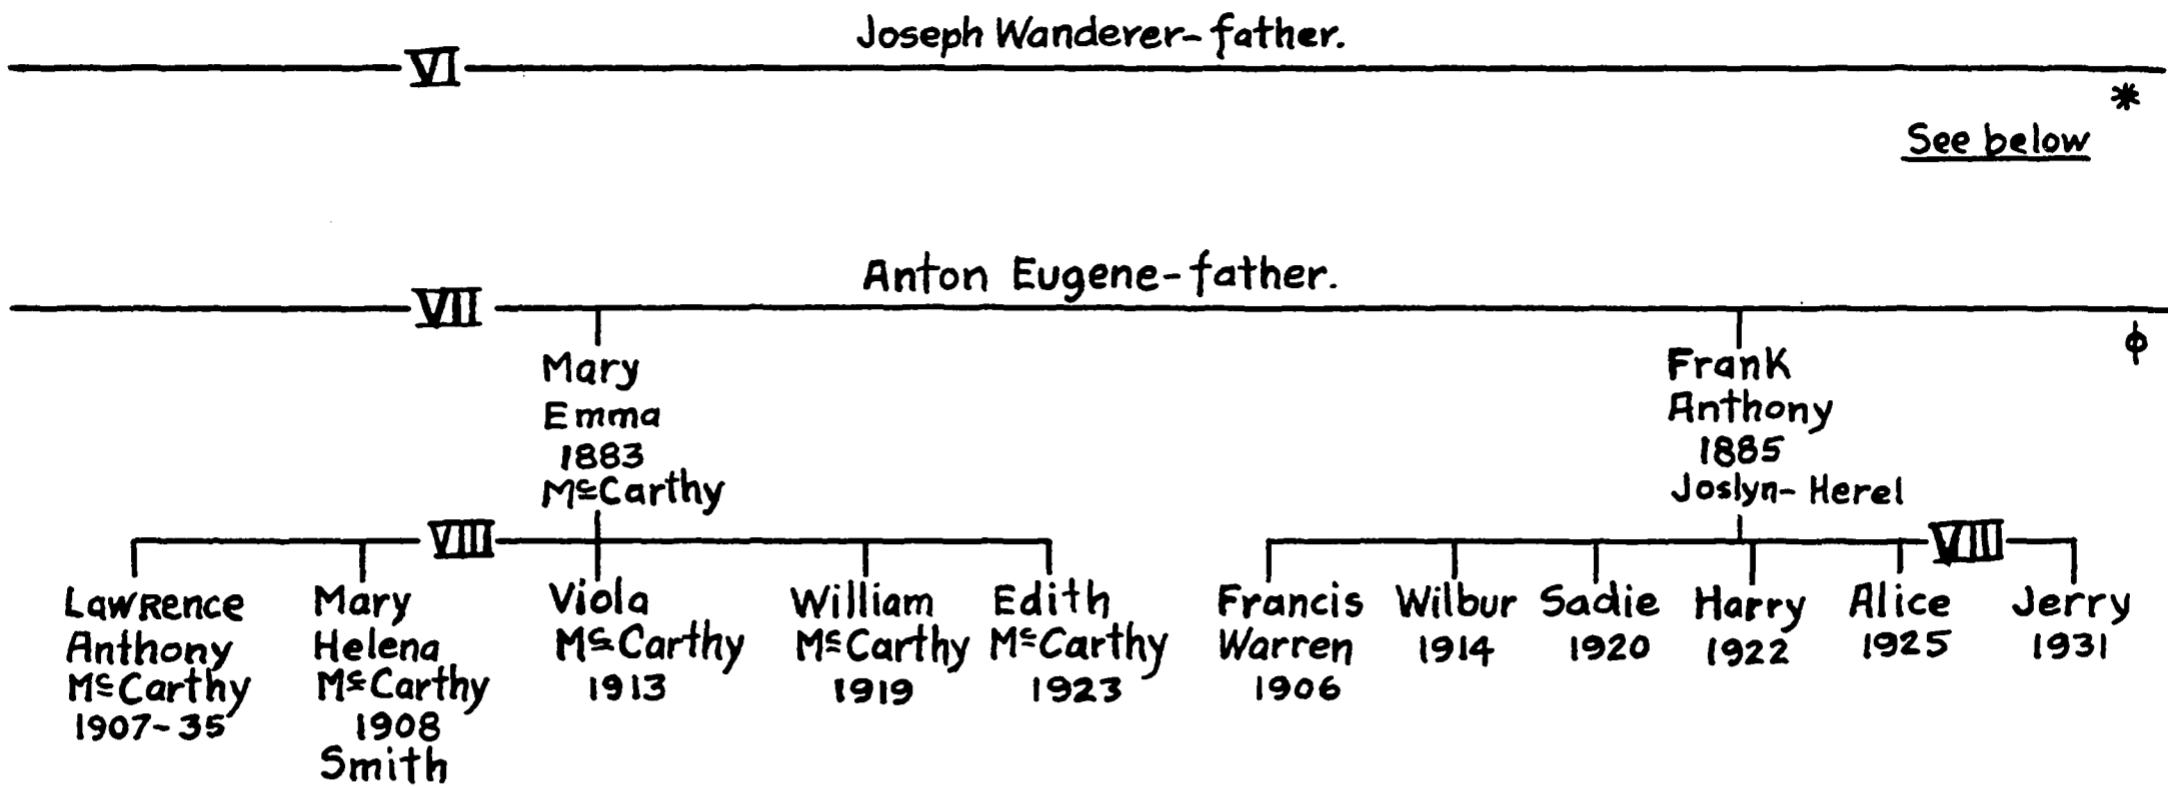 Joseph Wanderer-father.
VI
*
See below
Anton Eugene-father.
VII
ϕ
Mary
Emma
1883
McCarthy
Frank
Anthony
1885
Joslyn-Herel
VIII
Lawrence
Anthony
McCarthy
1907-35
Mary
Helena
McCarthy
1908
Smith
Viola
McCarthy
1913
William
McCarthy
1919
Edith
McCarthy
1923
VIII
Francis
Warren
1906
Wilbur
1914
Sadie
1920
Harry
1922
Alice
1925
Jerry
1931